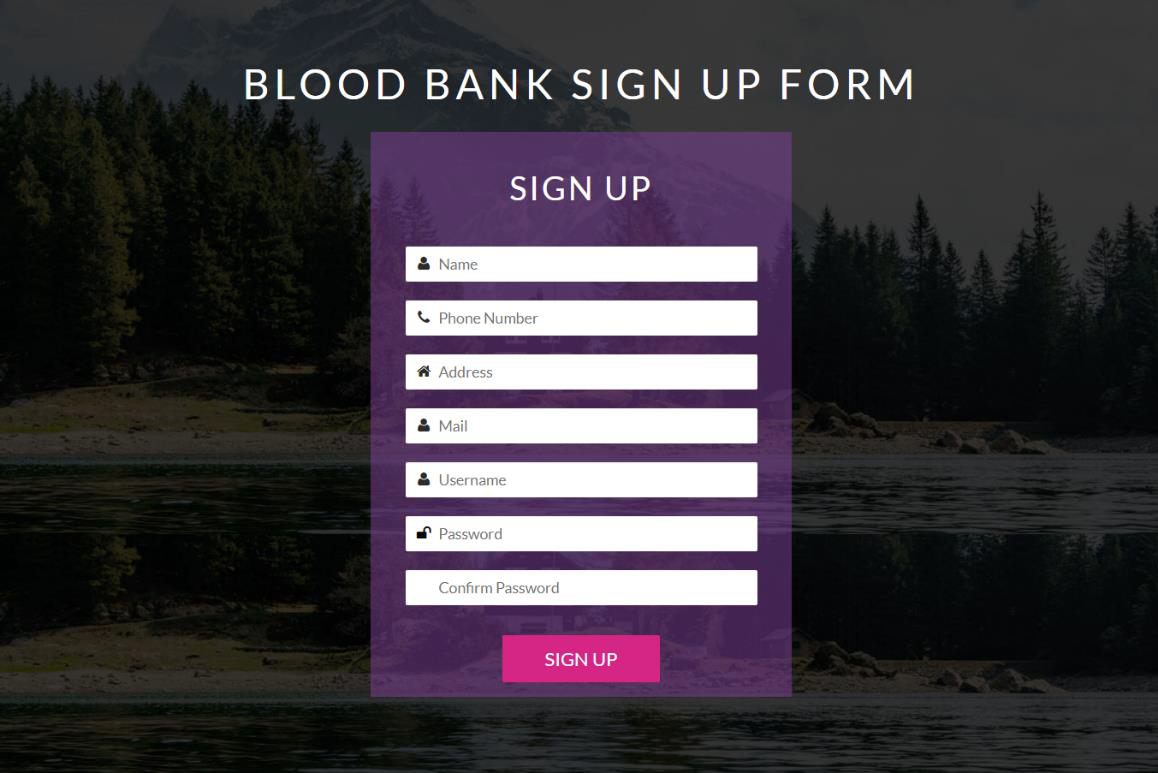 BLOOD BANK SIGN UP FORM
SIGN UP
Name
Phone Number
Address
Mail
Username
Password
Confirm Password
SIGN UP